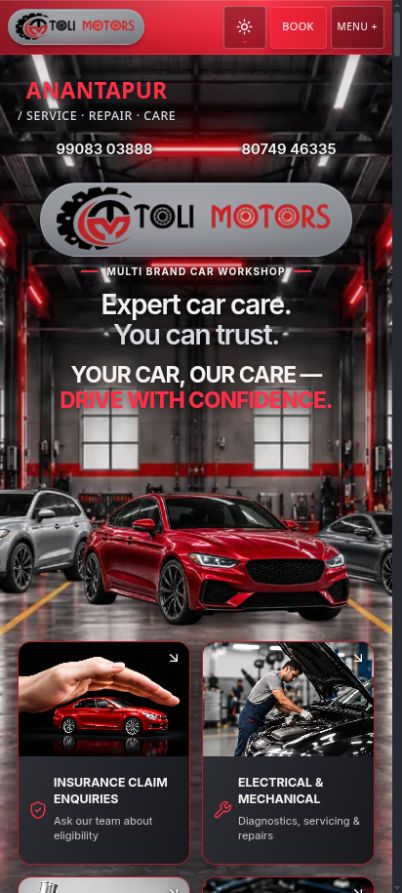 TOLI MOTORS
BOOK
MENU +
ANANTAPUR
/ SERVICE · REPAIR · CARE
99083 03888
80749 46335
TOLI MOTORS
MULTI BRAND CAR WORKSHOP
Expert car care.
You can trust.
YOUR CAR, OUR CARE —
DRIVE WITH CONFIDENCE.
INSURANCE CLAIM
ENQUIRIES
Ask our team about
eligibility
ELECTRICAL &
MECHANICAL
Diagnostics, servicing &
repairs